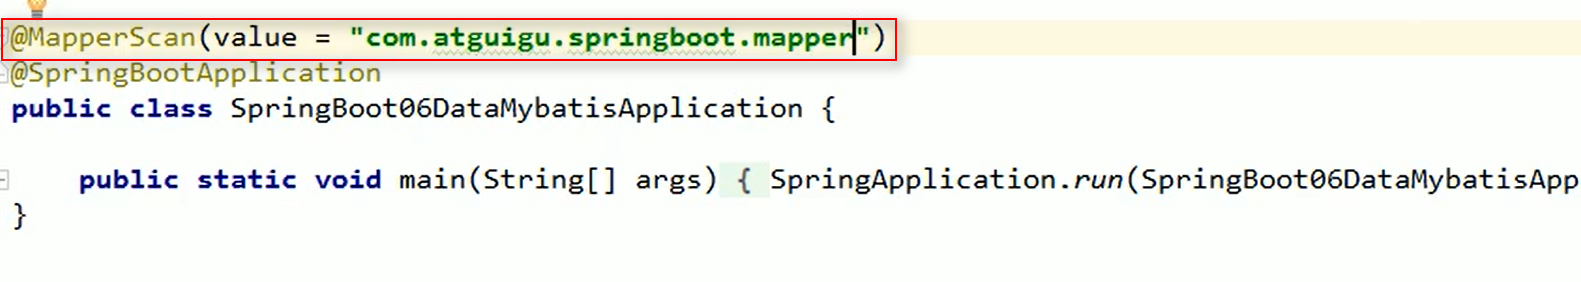 @MapperScan(value = "com.atguigu.springboot.mapper")
@SpringBootApplication
public class SpringBoot06DataMybatisApplication {
public static void main(String[] args) { SpringApplication.run(SpringBoot06DataMybatisApp
}